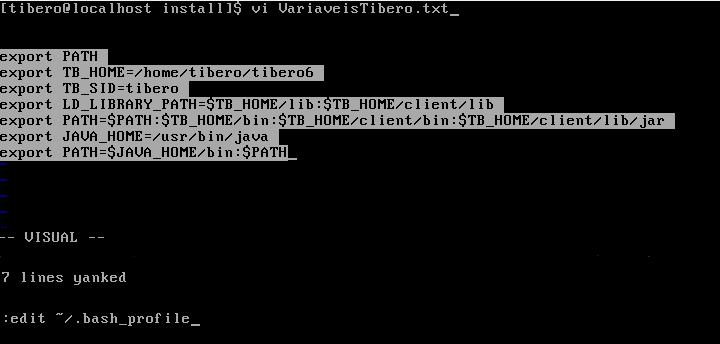 [tibero@localhost install]$ vi VariaveisTibero.txt_
export PATH
export TB_HOME=/home/tibero/tibero6
export TB_SID=tibero
export LD_LIBRARY_PATH=$TB_HOME/lib:$TB_HOME/client/lib
export PATH=$PATH:$TB_HOME/bin:$TB_HOME/client/bin:$TB_HOME/client/lib/jar
export JAVA_HOME=/usr/bin/java
export PATH=$JAVA_HOME/bin:$PATH_
~
~
~
~
-- VISUAL --
7 lines yanked
:edit ~/.bash_profile_